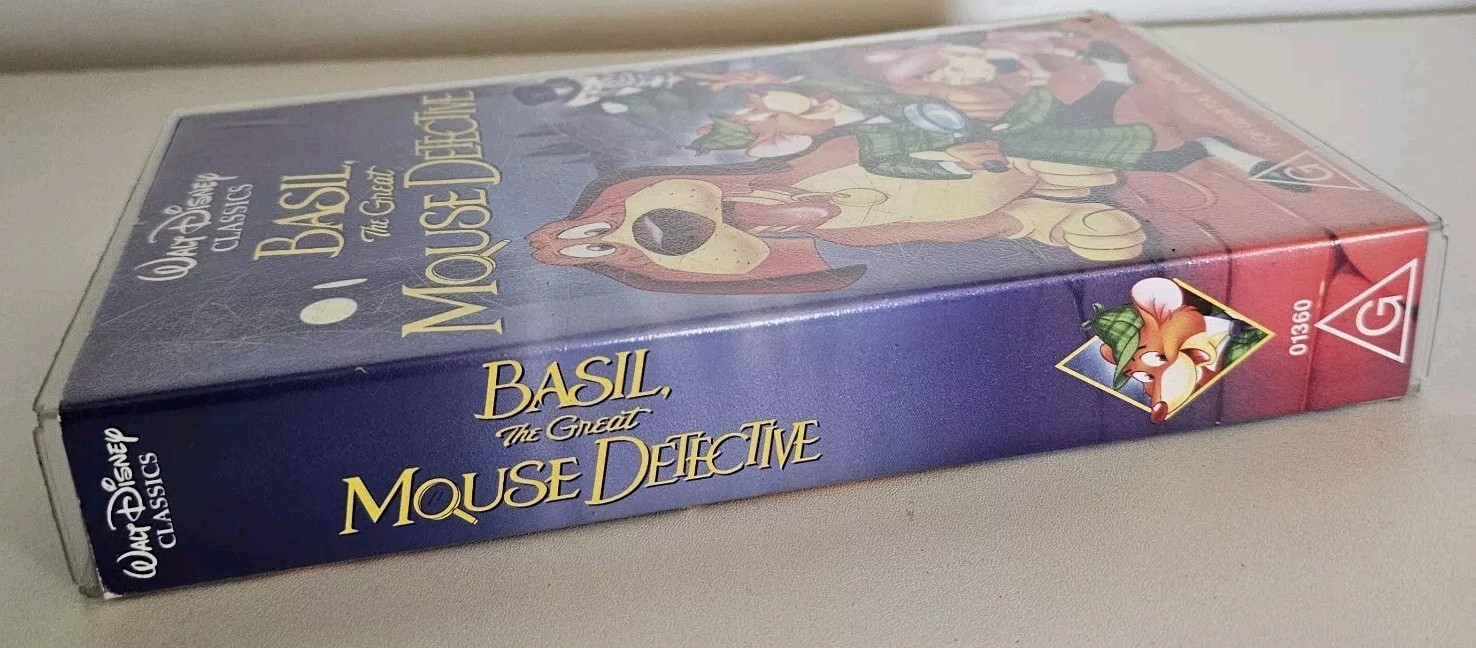 WALT DISNEY
CLASSICS
BASIL,
The Great
MOUSE DETECTIVE
G
WALT DISNEY
CLASSICS
BASIL,
The Great
MOUSE DETECTIVE
01360
G